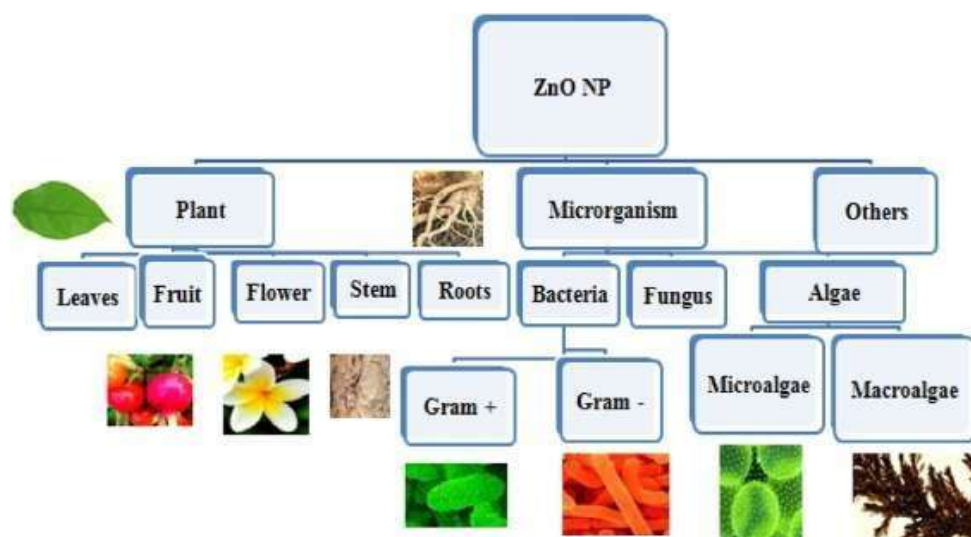 ZnO NP
Plant
Microrganism
Others
Leaves
Fruit
Flower
Stem
Roots
Bacteria
Fungus
Algae
Gram +
Gram -
Microalgae
Macroalgae